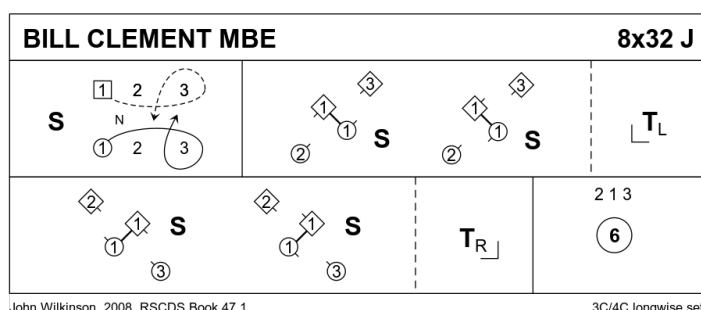 BILL CLEMENT MBE 8x32 J
1 2 3
S N
1 2 3
3 3
1 1
1 1
S S
2 2
TL
2 2
1 1
1 1
S S
3 3
TR
2 1 3
6
John Wilkinson, 2008, RSCDS Book 47.1 3C/4C longwise set